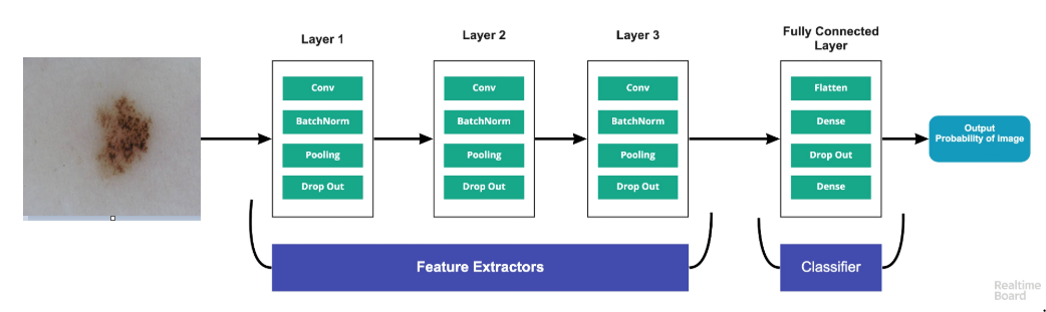 Layer 1
Layer 2
Layer 3
Fully Connected
Layer
Conv
BatchNorm
Pooling
Drop Out
Conv
BatchNorm
Pooling
Drop Out
Conv
BatchNorm
Pooling
Drop Out
Flatten
Dense
Drop Out
Dense
Output
Probability of image
Feature Extractors
Classifier
Realtime
Board
.